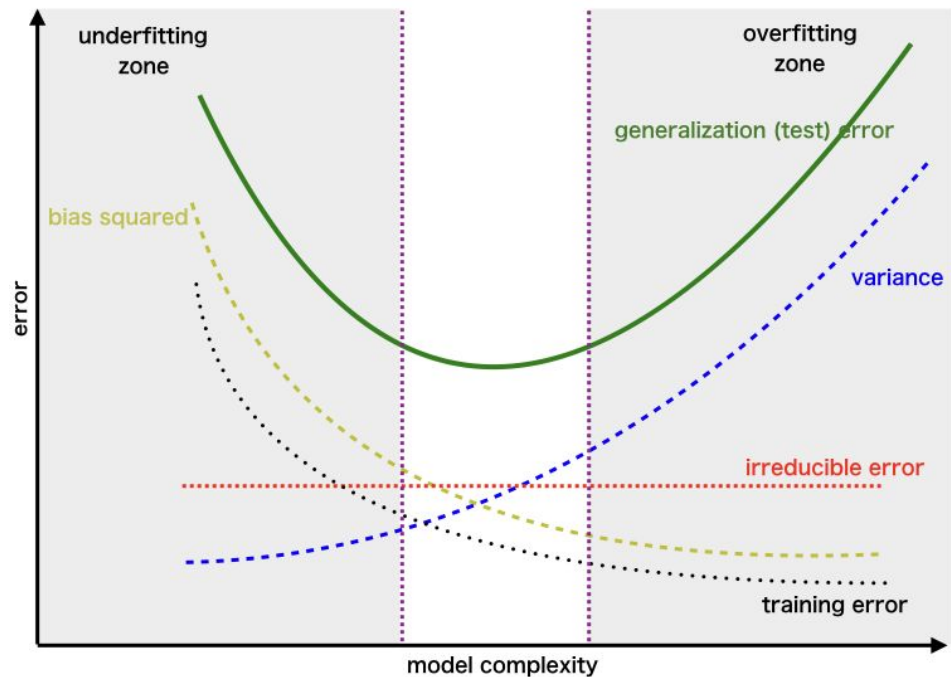 underfitting
zone
overfitting
zone
generalization (test) error
bias squared
variance
error
irreducible error
training error
model complexity